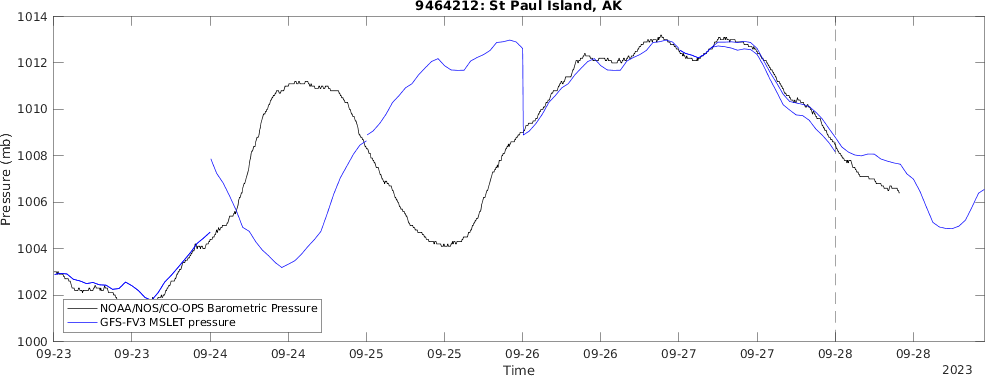 9464212: St Paul Island, AK
1014
1012
1010
1008
1006
1004
1002
1000
Pressure (mb)
NOAA/NOS/CO-OPS Barometric Pressure
GFS-FV3 MSLET pressure
09-23 09-23 09-24 09-24 09-25 09-25 09-26 09-26 09-27 09-27 09-28 09-28
Time
2023